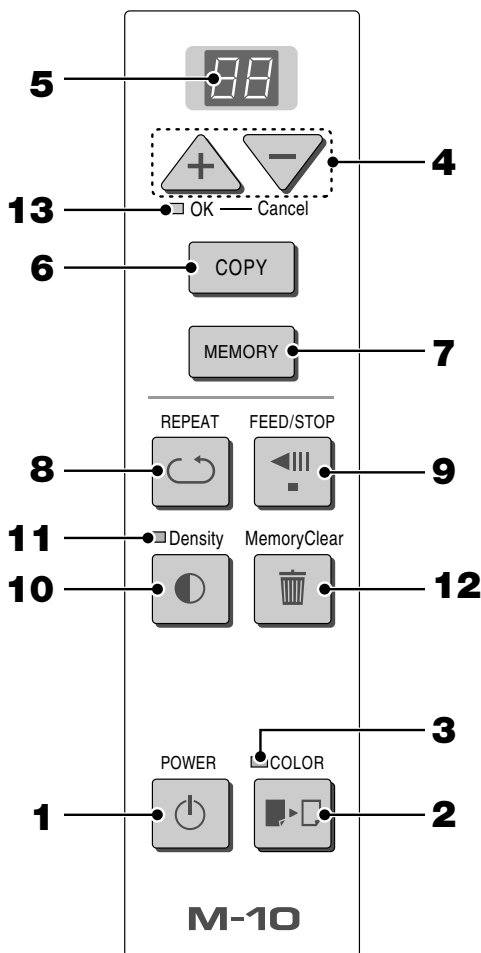 5
88
+ −
4
13
OK Cancel
6
COPY
MEMORY
7
REPEAT FEED/STOP
8
9
11
Density MemoryClear
10
12
3
POWER COLOR
1
2
M-10